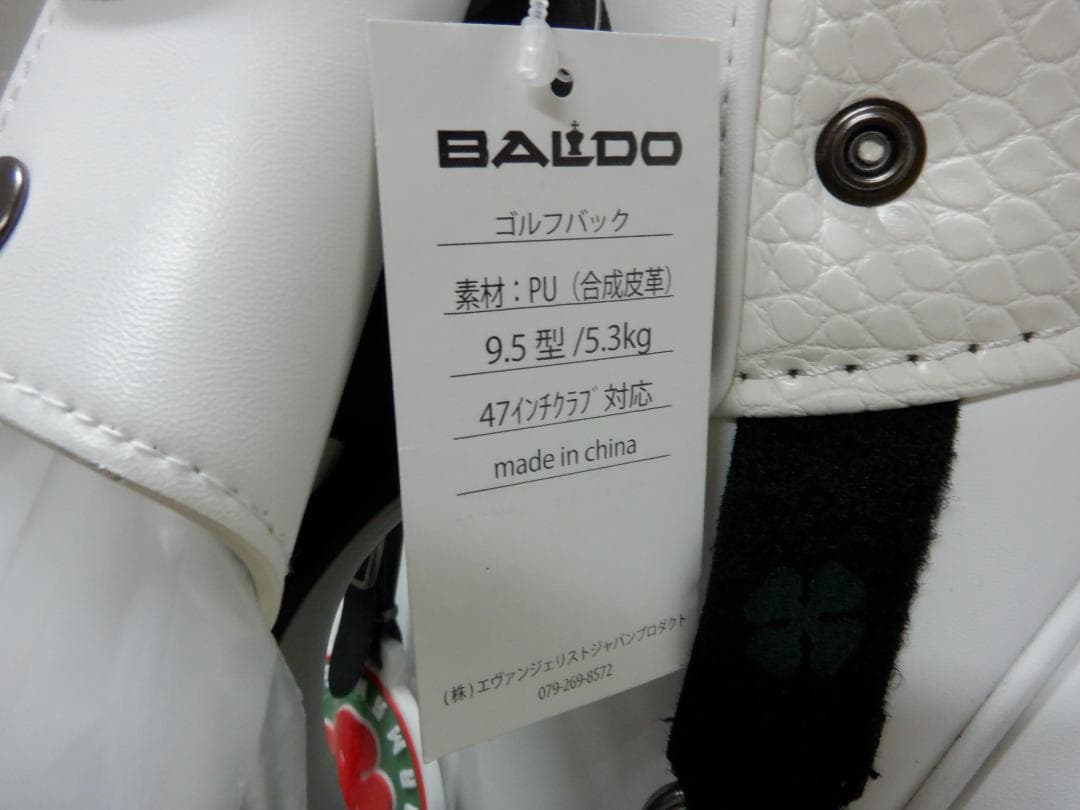 BALDO
ゴルフバック
素材：PU（合成皮革）
9.5型/5.3kg
47ｲﾝﾁｸﾗﾌﾞ対応
made in china
(株)エヴァンジェリストジャパンプロダクト
079-269-8572